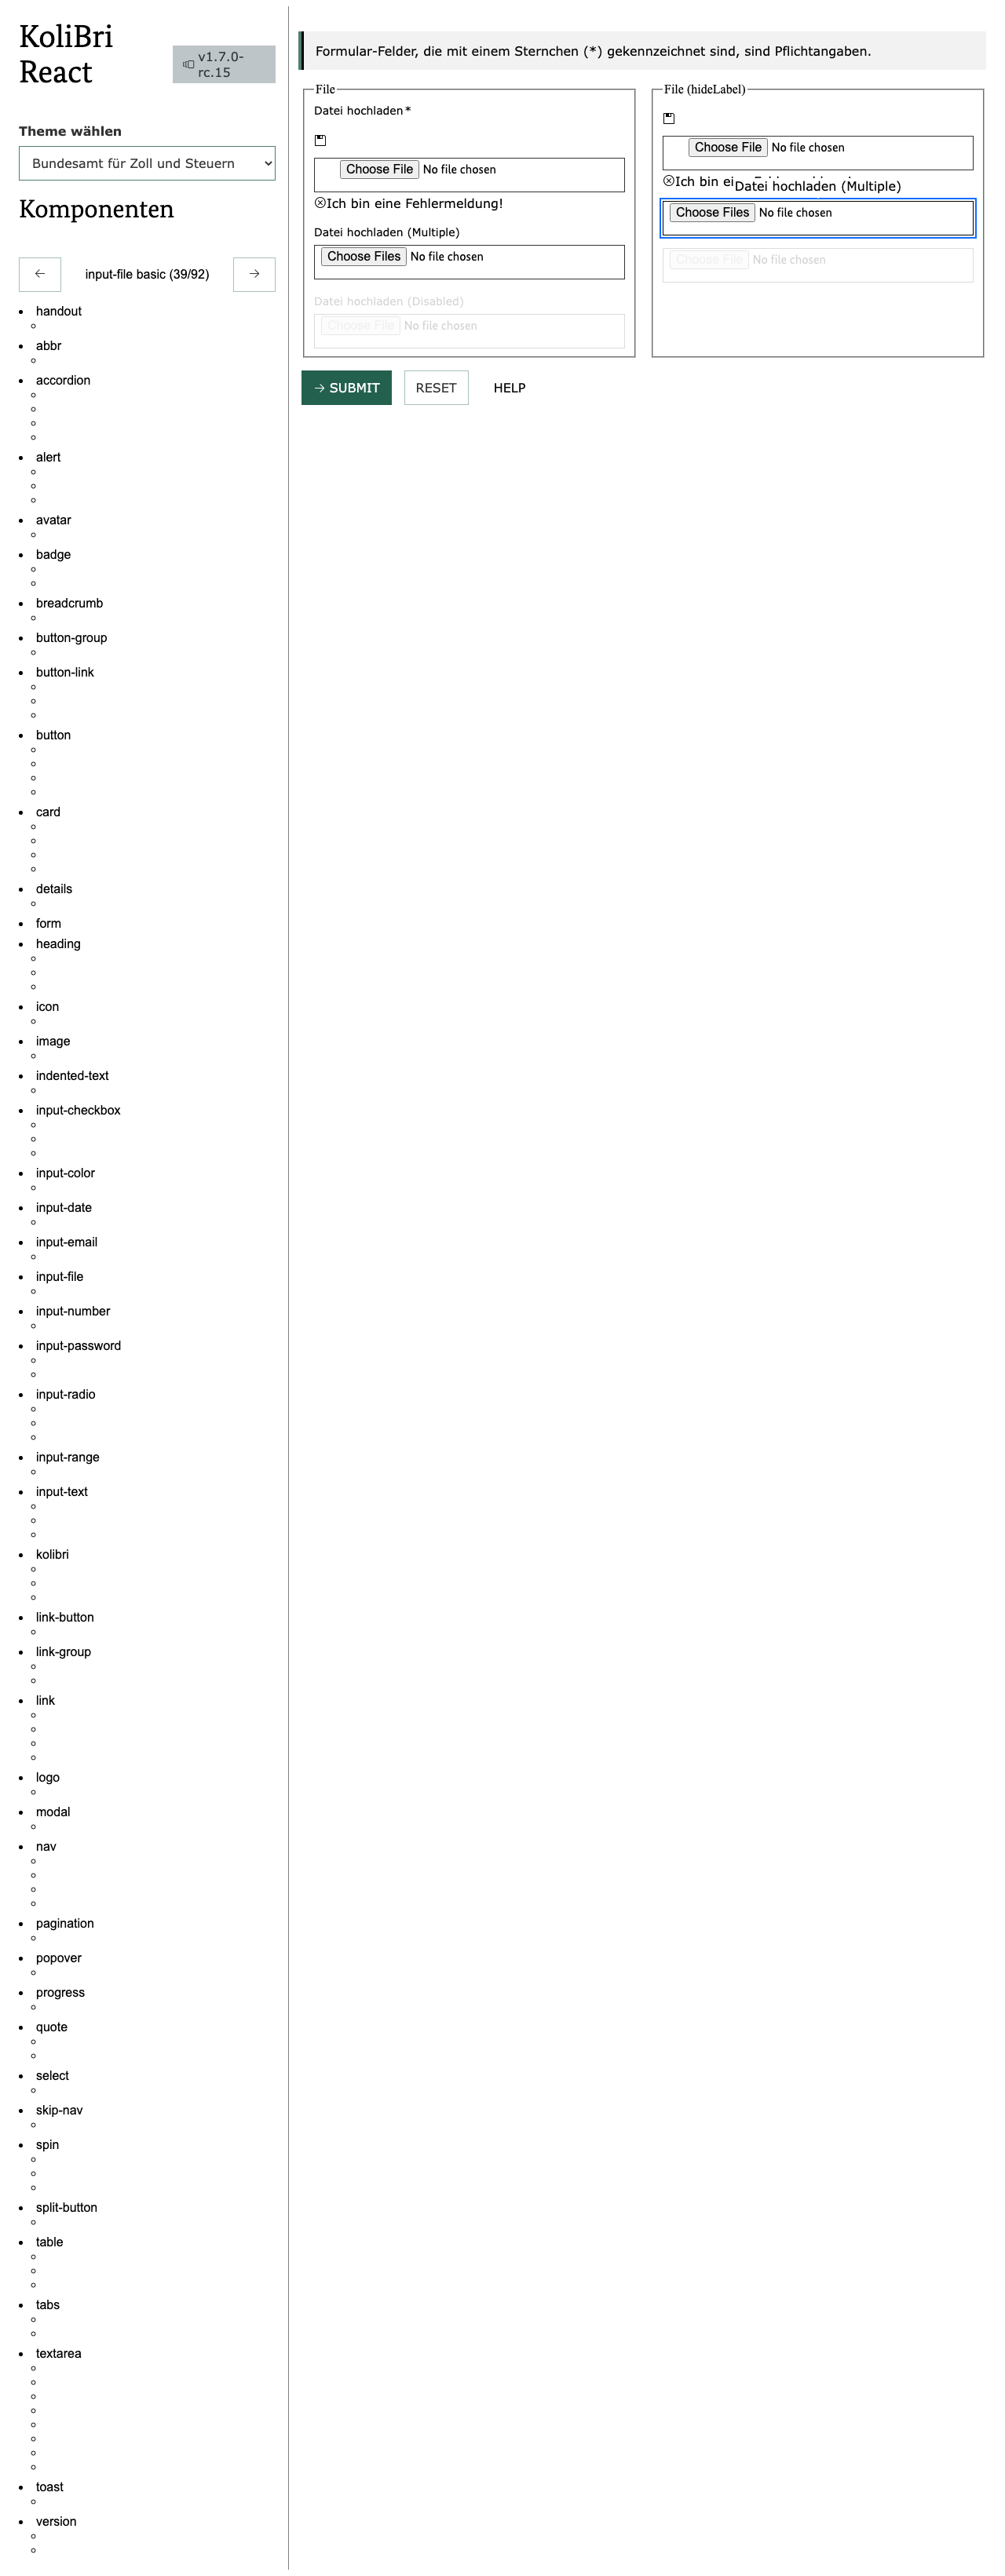 KoliBri
React
v1.7.0-
rc.15
Theme wählen
Bundesamt für Zoll und Steuern
Komponenten
← input-file basic (39/92) →
handout
abbr
accordion
alert
avatar
badge
breadcrumb
button-group
button-link
button
card
details
form
heading
icon
image
indented-text
input-checkbox
input-color
input-date
input-email
input-file
input-number
input-password
input-radio
input-range
input-text
kolibri
link-button
link-group
link
logo
modal
nav
pagination
popover
progress
quote
select
skip-nav
spin
split-button
table
tabs
textarea
toast
version
Formular-Felder, die mit einem Sternchen (*) gekennzeichnet sind, sind Pflichtangaben.
File
Datei hochladen*
Choose File No file chosen
Ich bin eine Fehlermeldung!
Datei hochladen (Multiple)
Choose Files No file chosen
Datei hochladen (Disabled)
Choose File No file chosen
File (hideLabel)
Choose File No file chosen
Ich bin
Datei hochladen (Multiple)
Choose Files No file chosen
Choose File No file chosen
→ SUBMIT
RESET
HELP